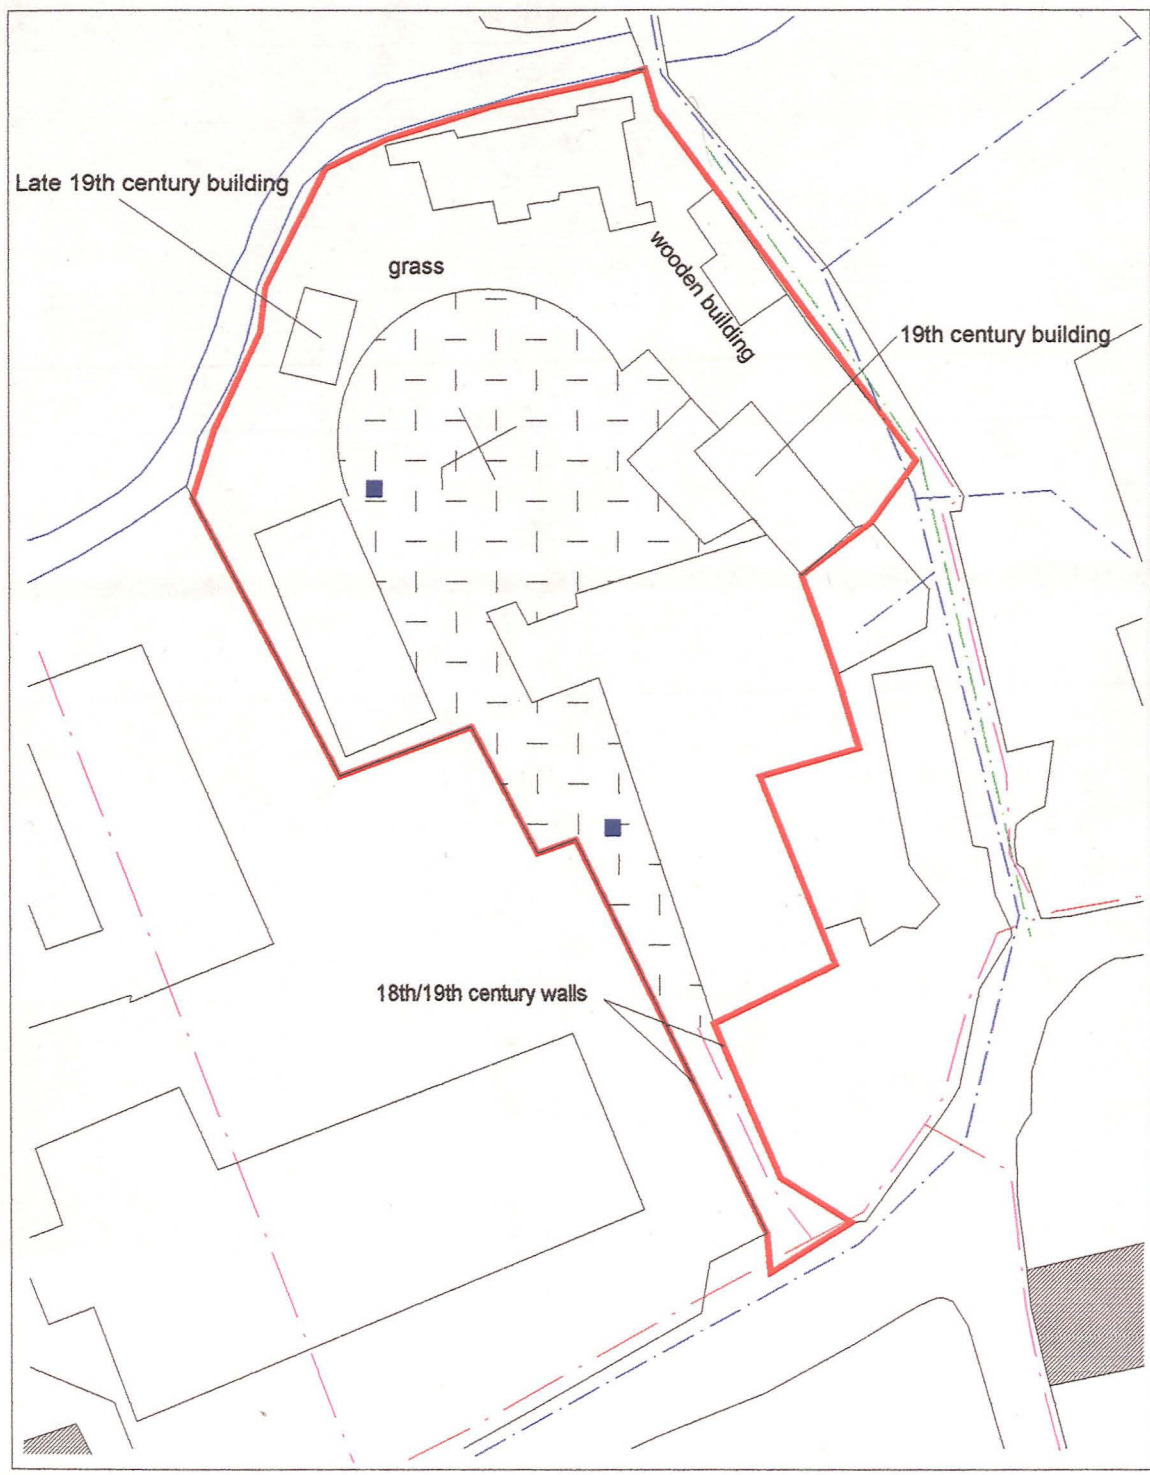 Late 19th century building
grass
wooden building
19th century building
18th/19th century walls